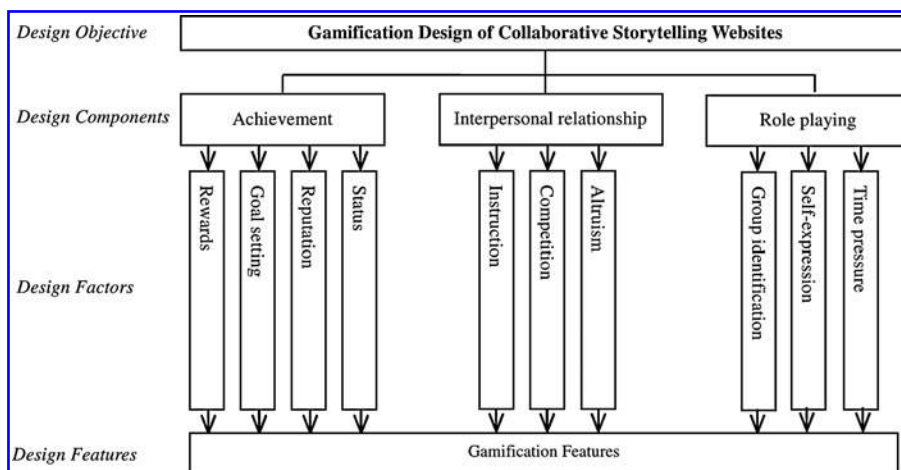 Design Objective
Gamification Design of Collaborative Storytelling Websites
Design Components
Achievement
Interpersonal relationship
Role playing
Design Factors
Rewards
Goal setting
Reputation
Status
Instruction
Competition
Altruism
Group identification
Self-expression
Time pressure
Design Features
Gamification Features